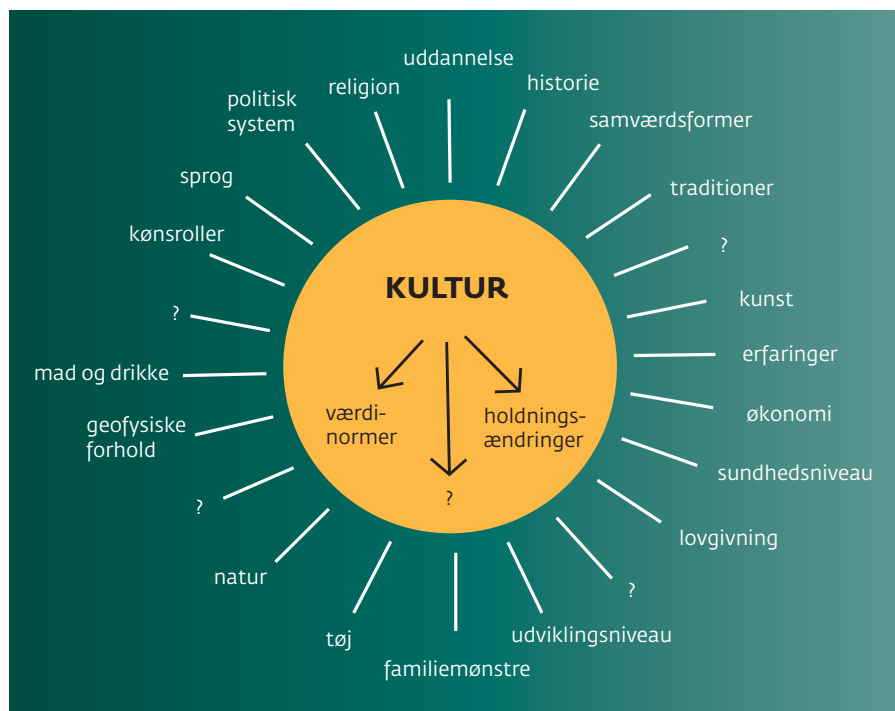 uddannelse
historie
samværdsformer
traditioner
?
kunst
erfaringer
økonomi
sundhedsniveau
lovgivning
?
udviklingsniveau
familiemønstre
tøj
natur
?
geofysiske
forhold
mad og drikke
?
kønsroller
sprog
politisk
system
religion
KULTUR
værdi-
normer
?
holdnings-
ændringer